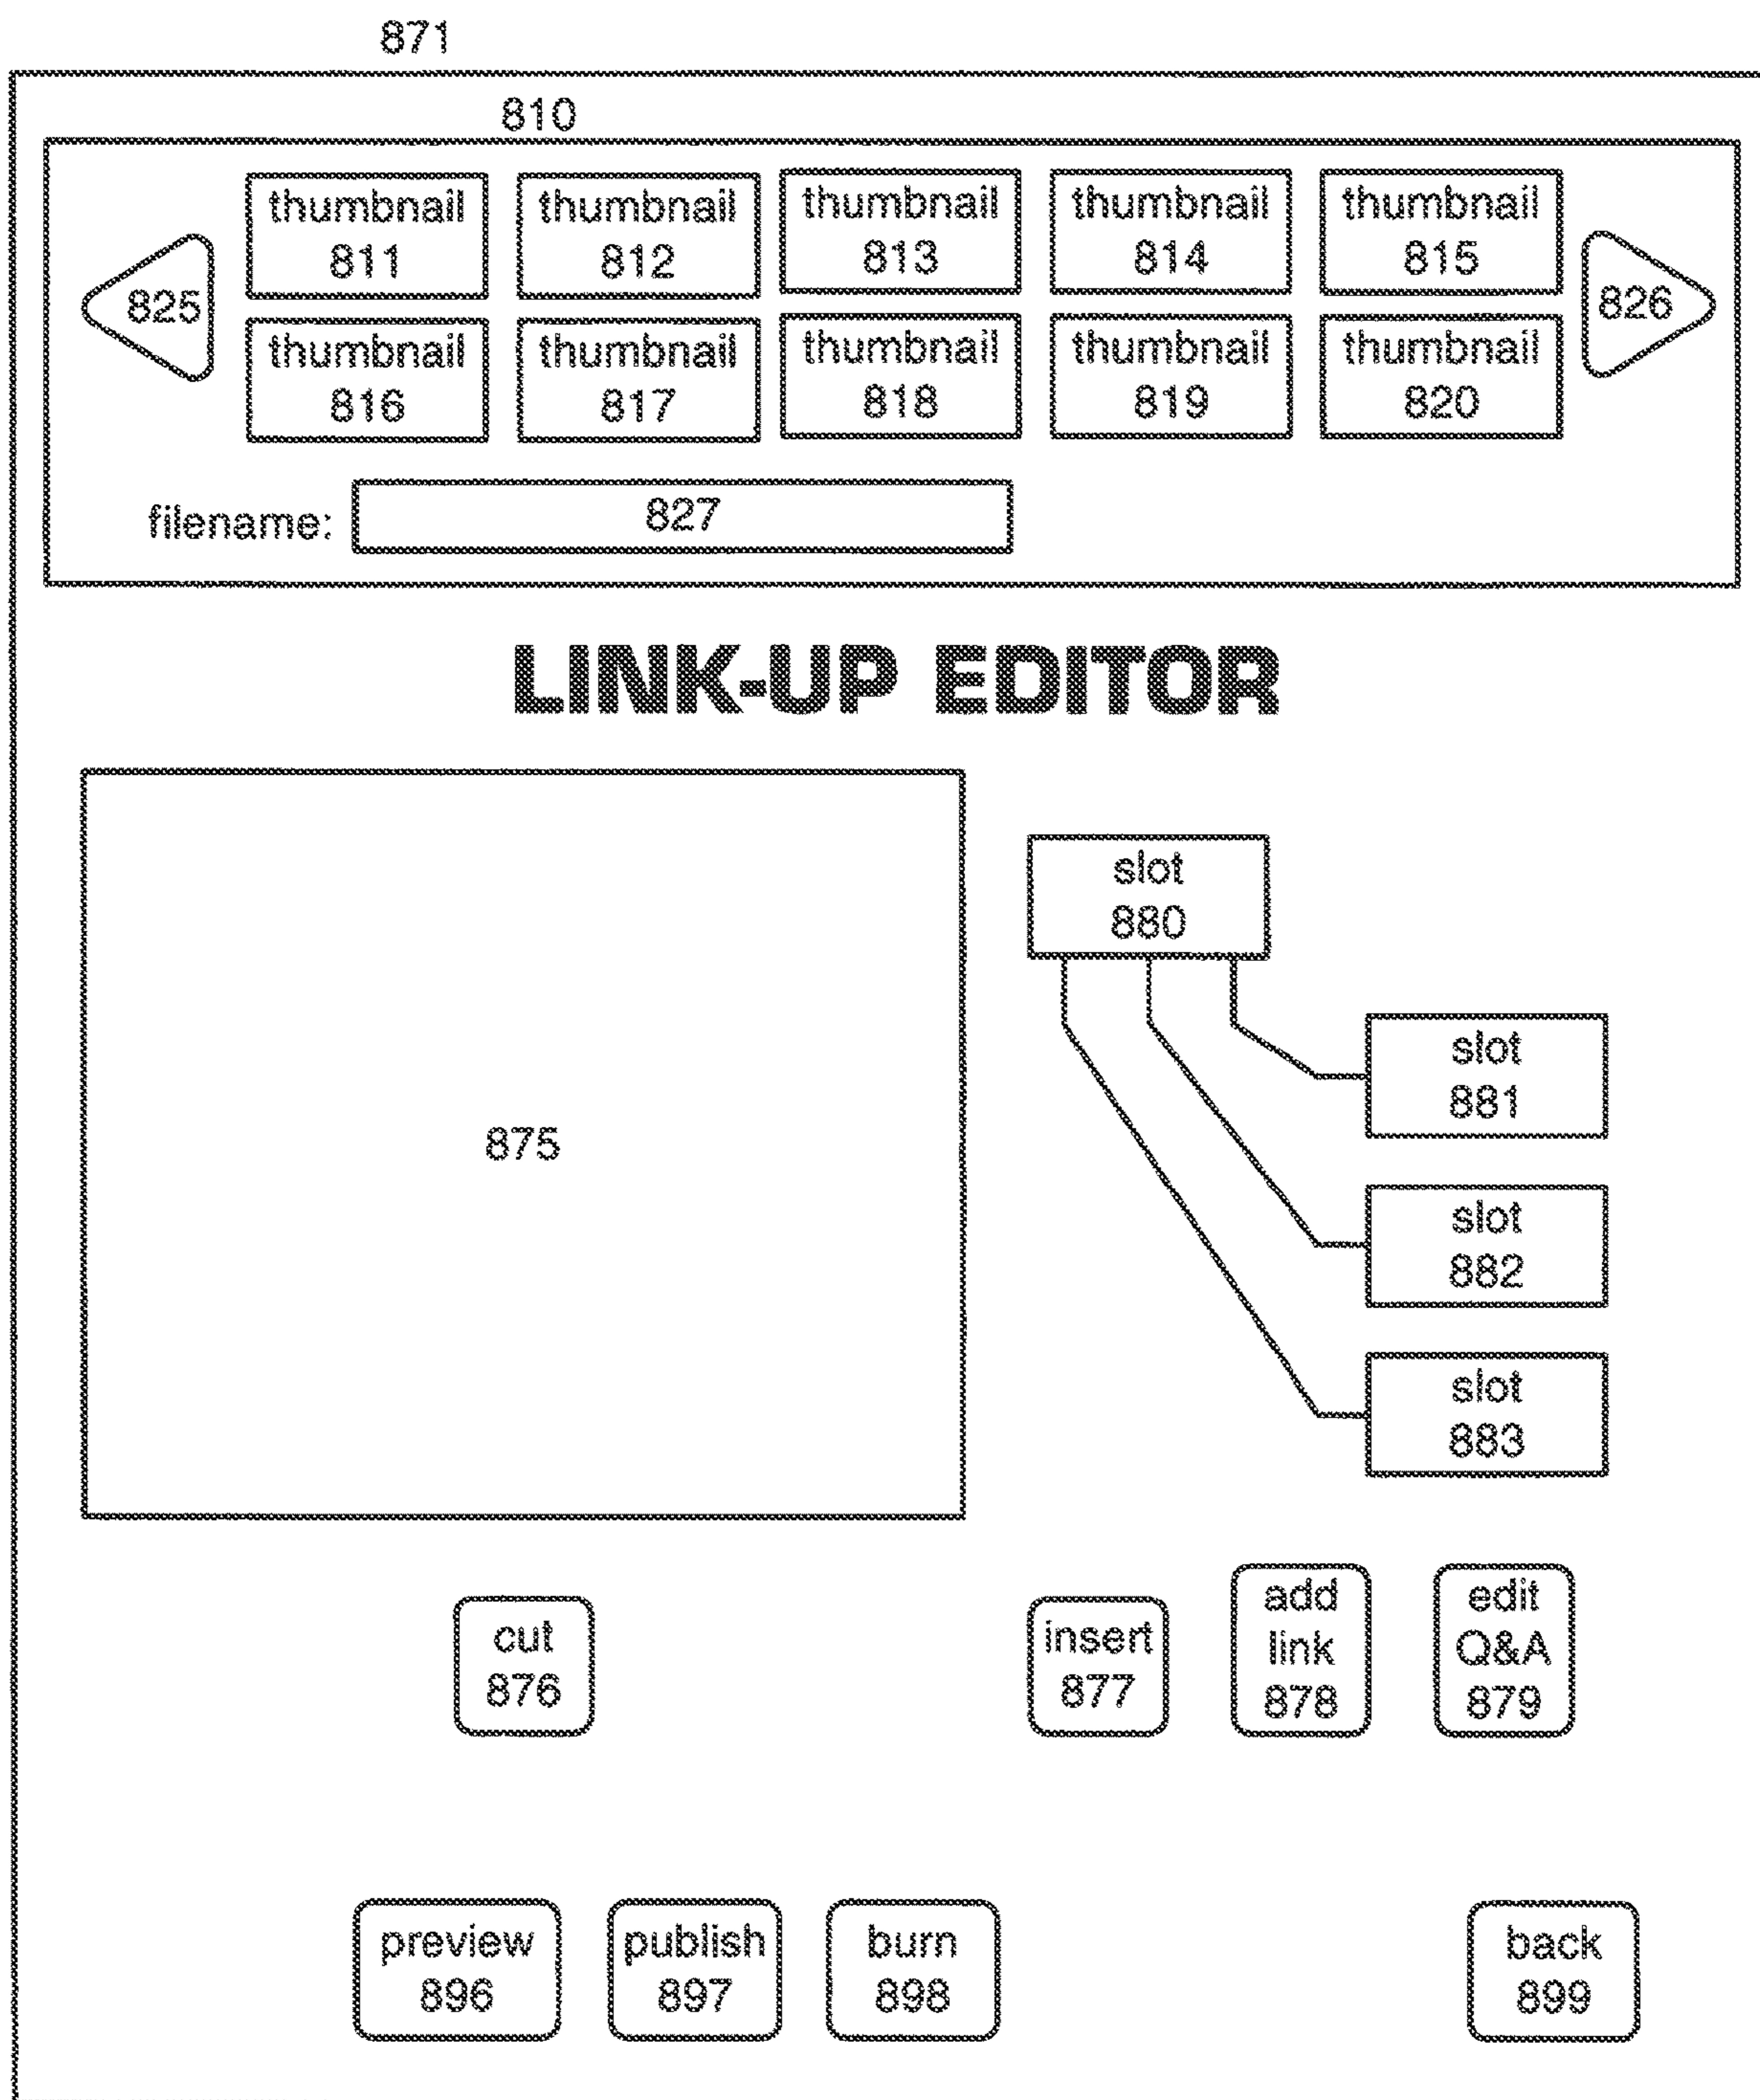 871
810
thumbnail
811
thumbnail
812
thumbnail
813
thumbnail
814
thumbnail
815
825
826
thumbnail
816
thumbnail
817
thumbnail
818
thumbnail
819
thumbnail
820
filename:
827
LINK-UP EDITOR
875
slot
880
slot
881
slot
882
slot
883
cut
876
insert
877
add
link
878
edit
Q&A
879
preview
896
publish
897
burn
898
back
899